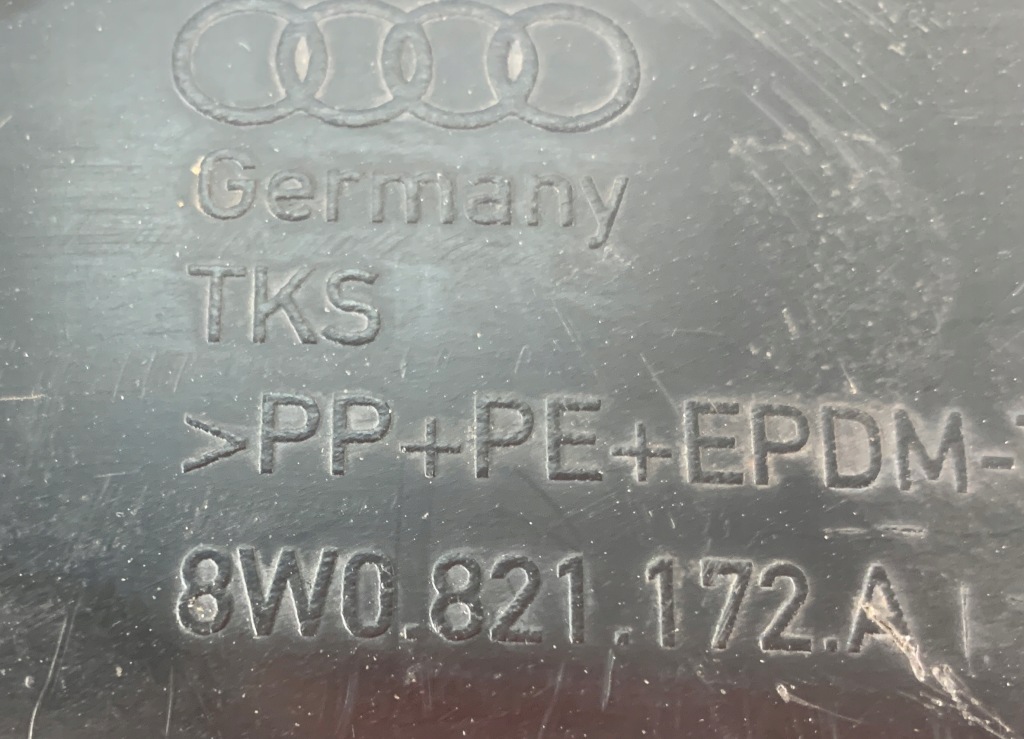 Germany
TKS
>PP+PE+EPDM-
8W0.821.172.A